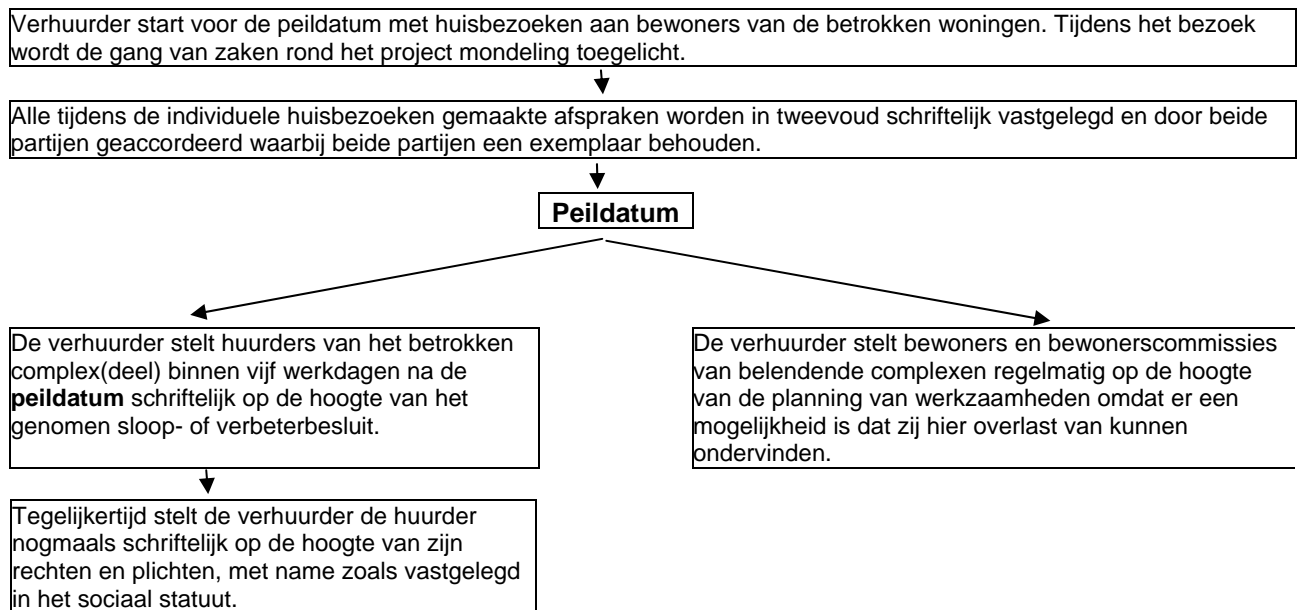 Verhuurder start voor de peildatum met huisbezoeken aan bewoners van de betrokken woningen. Tijdens het bezoek
wordt de gang van zaken rond het project mondeling toegelicht.
Alle tijdens de individuele huisbezoeken gemaakte afspraken worden in tweevoud schriftelijk vastgelegd en door beide
partijen geaccordeerd waarbij beide partijen een exemplaar behouden.
Peildatum
De verhuurder stelt huurders van het betrokken
complex(deel) binnen vijf werkdagen na de
peildatum schriftelijk op de hoogte van het
genomen sloop- of verbeterbesluit.
De verhuurder stelt bewoners en bewonerscommissies
van belendende complexen regelmatig op de hoogte
van de planning van werkzaamheden omdat er een
mogelijkheid is dat zij hier overlast van kunnen
ondervinden.
Tegelijkertijd stelt de verhuurder de huurder
nogmaals schriftelijk op de hoogte van zijn
rechten en plichten, met name zoals vastgelegd
in het sociaal statuut.